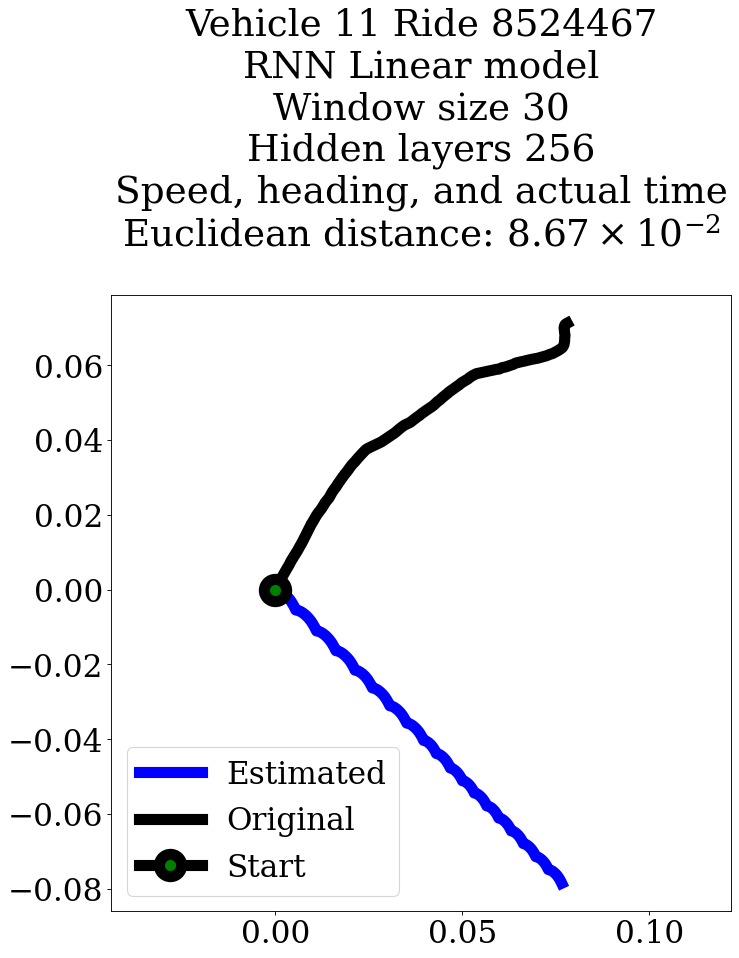 Vehicle 11 Ride 8524467
RNN Linear model
Window size 30
Hidden layers 256
Speed, heading, and actual time
Euclidean distance: 8.67 × 10⁻²
0.06
0.04
0.02
0.00
−0.02
−0.04
−0.06
−0.08
Estimated
Original
Start
0.00 0.05 0.10